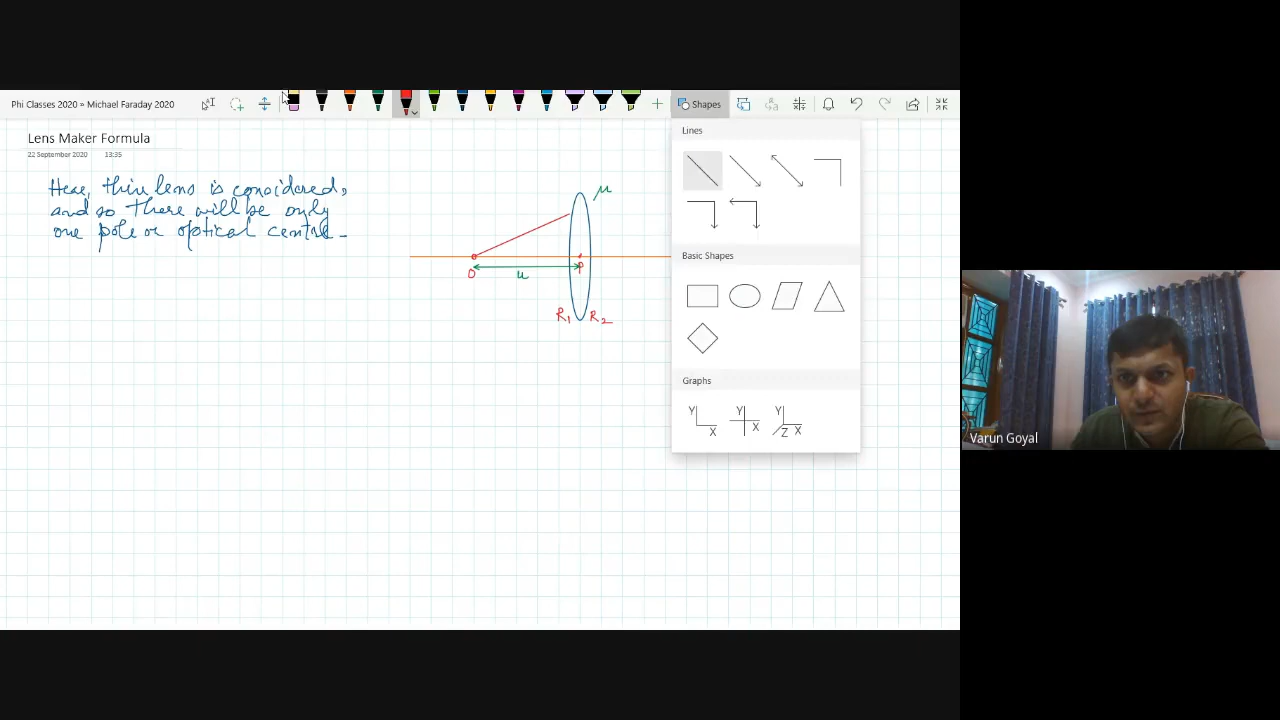 Phi Classes 2020 » Michael Faraday 2020
Shapes
Lens Maker Formula
22 September 2020 13:35
Here, thin lens is considered,
and so there will be only
one pole or optical centre.
μ
O
u
P
R1 R2
Lines
Basic Shapes
Graphs
Y
X
Y
X
Y
Z X
Varun Goyal